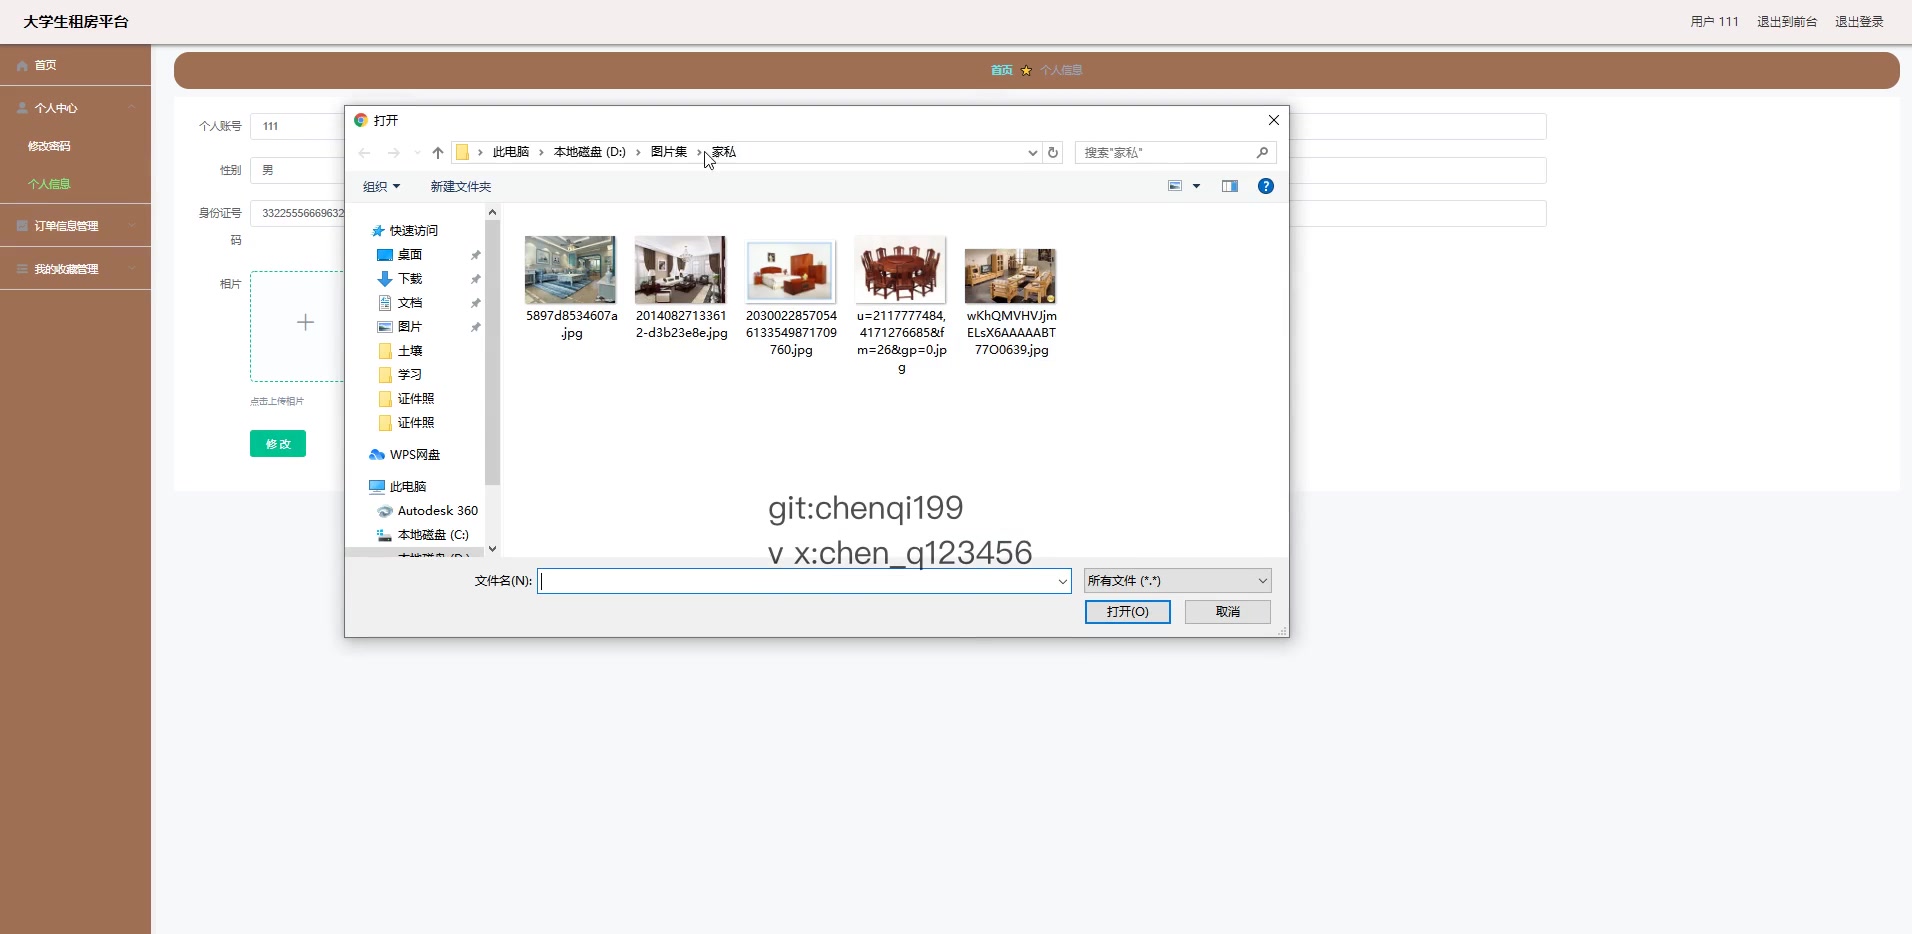 大学生租房平台
用户 111
退出到前台
退出登录
首页
个人中心
修改密码
个人信息
订单信息管理
我的收藏管理
首页
个人信息
个人账号
111
性别
男
身份证号
码
33225556669632
相片
点击上传相片
修 改
打开
此电脑
本地磁盘 (D:)
图片集
家私
搜索"家私"
组织
新建文件夹
快速访问
桌面
下载
文档
图片
土壤
学习
证件照
证件照
WPS网盘
此电脑
Autodesk 360
本地磁盘 (C:)
5897d8534607a
.jpg
2014082713361
2-d3b23e8e.jpg
2030022857054
6133549871709
760.jpg
u=2117777484,
4171276685&f
m=26&gp=0.jp
g
wKhQMVHVJjm
ELsX6AAAAABT
77O0639.jpg
git:chenqi199
v x:chen_q123456
文件名(N):
所有文件 (*.*)
打开(O)
取消